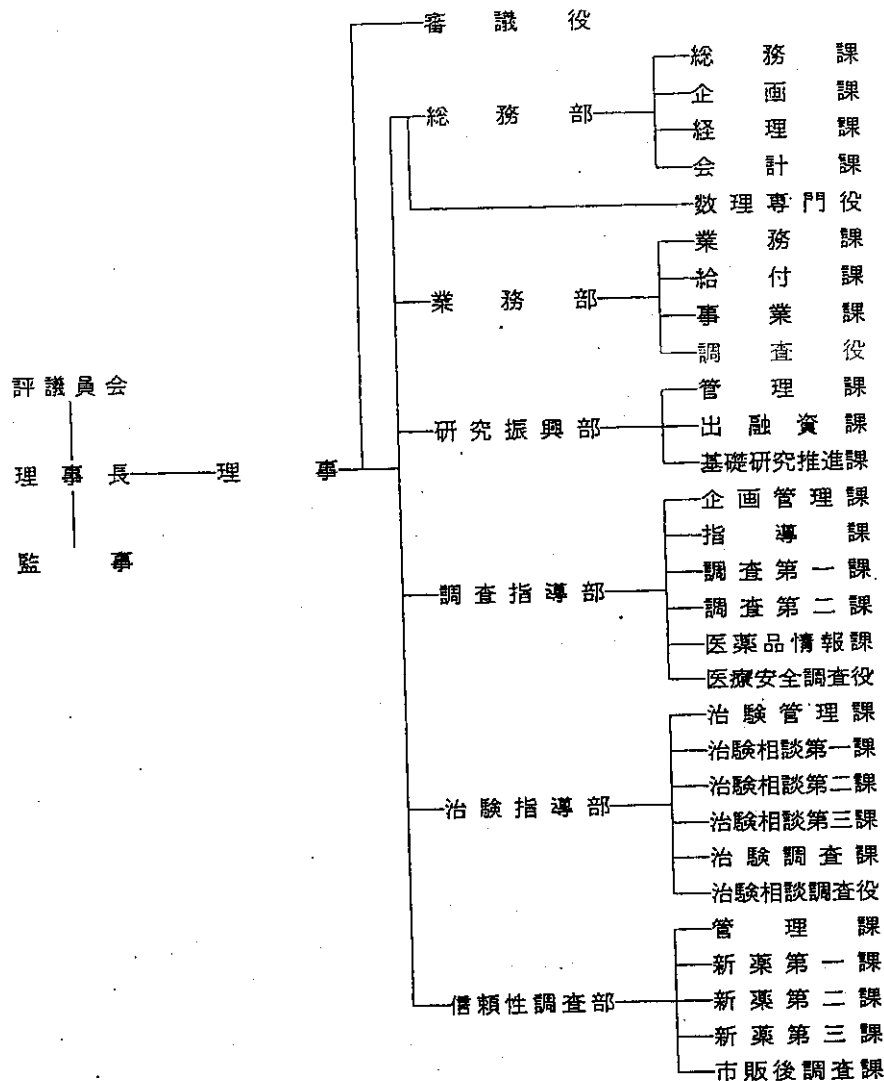 審議役
総務部
総務課
企画課
経理課
会計課
数理専門役
業務部
業務課
給付課
事業課
調査役
評議員会
理事長
理事
監事
研究振興部
管理課
出融資課
基礎研究推進課
調査指導部
企画管理課
指導課
調査第一課
調査第二課
医薬品情報課
医療安全調査役
治験指導部
治験管理課
治験相談第一課
治験相談第二課
治験相談第三課
治験調査課
治験相談調査役
信頼性調査部
管理課
新薬第一課
新薬第二課
新薬第三課
市販後調査課